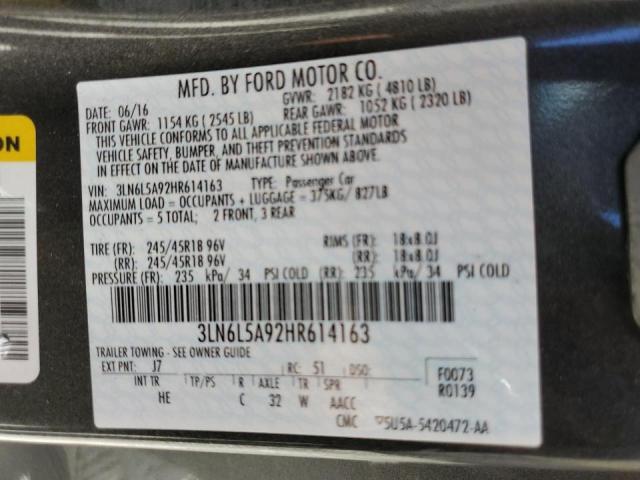 MFD. BY FORD MOTOR CO.
DATE: 06/16 GVWR: 2182 KG ( 4810 LB)
FRONT GAWR: 1154 KG ( 2545 LB) REAR GAWR: 1052 KG ( 2320 LB)
THIS VEHICLE CONFORMS TO ALL APPLICABLE FEDERAL MOTOR
VEHICLE SAFETY, BUMPER, AND THEFT PREVENTION STANDARDS
IN EFFECT ON THE DATE OF MANUFACTURE SHOWN ABOVE.
VIN: 3LN6L5A92HR614163 TYPE: Passenger Car
MAXIMUM LOAD = OCCUPANTS + LUGGAGE = 375KG/ 827LB
OCCUPANTS = 5 TOTAL; 2 FRONT, 3 REAR
TIRE (FR): 245/45R18 96V RIMS (FR): 18x8.0J
(RR): 245/45R18 96V (RR): 18x8.0J
PRESSURE (FR): 235 kPa/ 34 PSI COLD (RR): 235 kPa/ 34 PSI COLD
3LN6L5A92HR614163
TRAILER TOWING - SEE OWNER GUIDE
EXT PNT: J7 RC: 51 DSO: F0073
INT TR TP/PS R AXLE TR SPR R0139
HE C 32 W AACC
CMC 5U5A-5420472-AA
ON